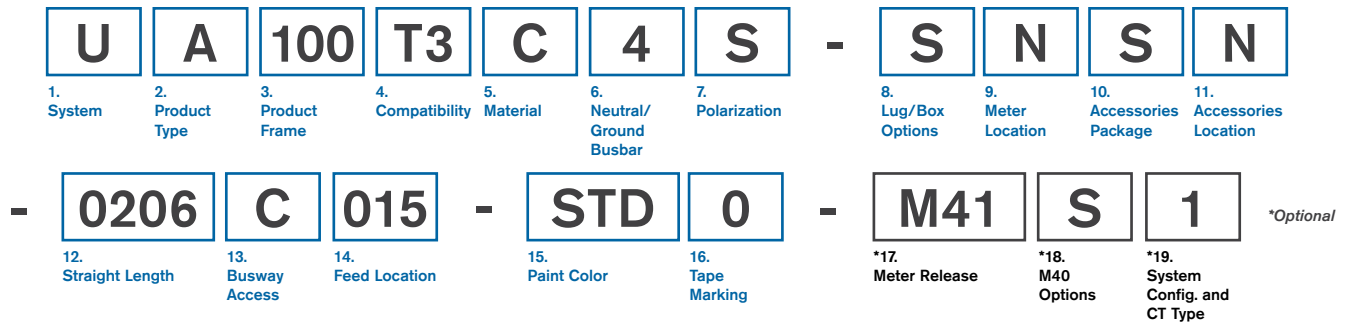 U A 100 T3 C 4 S - S N S N
1. System
2. Product Type
3. Product Frame
4. Compatibility
5. Material
6. Neutral/ Ground Busbar
7. Polarization
8. Lug/Box Options
9. Meter Location
10. Accessories Package
11. Accessories Location
- 0206 C 015 - STD 0 - M41 S 1 *Optional
12. Straight Length
13. Busway Access
14. Feed Location
15. Paint Color
16. Tape Marking
*17. Meter Release
*18. M40 Options
*19. System Config. and CT Type